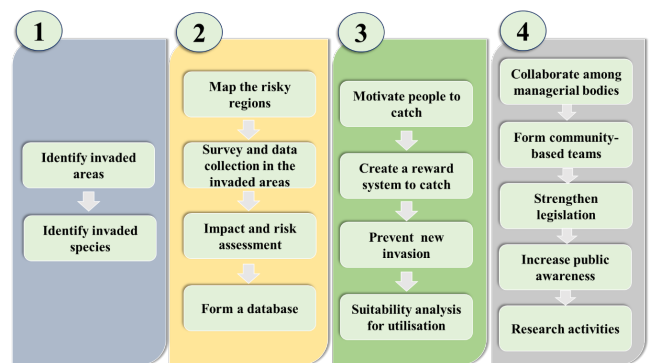 1
Identify invaded
areas
Identify invaded
species
2
Map the risky
regions
Survey and data
collection in the
invaded areas
Impact and risk
assessment
Form a database
3
Motivate people to
catch
Create a reward
system to catch
Prevent new
invasion
Suitability analysis
for utilisation
4
Collaborate among
managerial bodies
Form community-
based teams
Strengthen
legislation
Increase public
awareness
Research activities